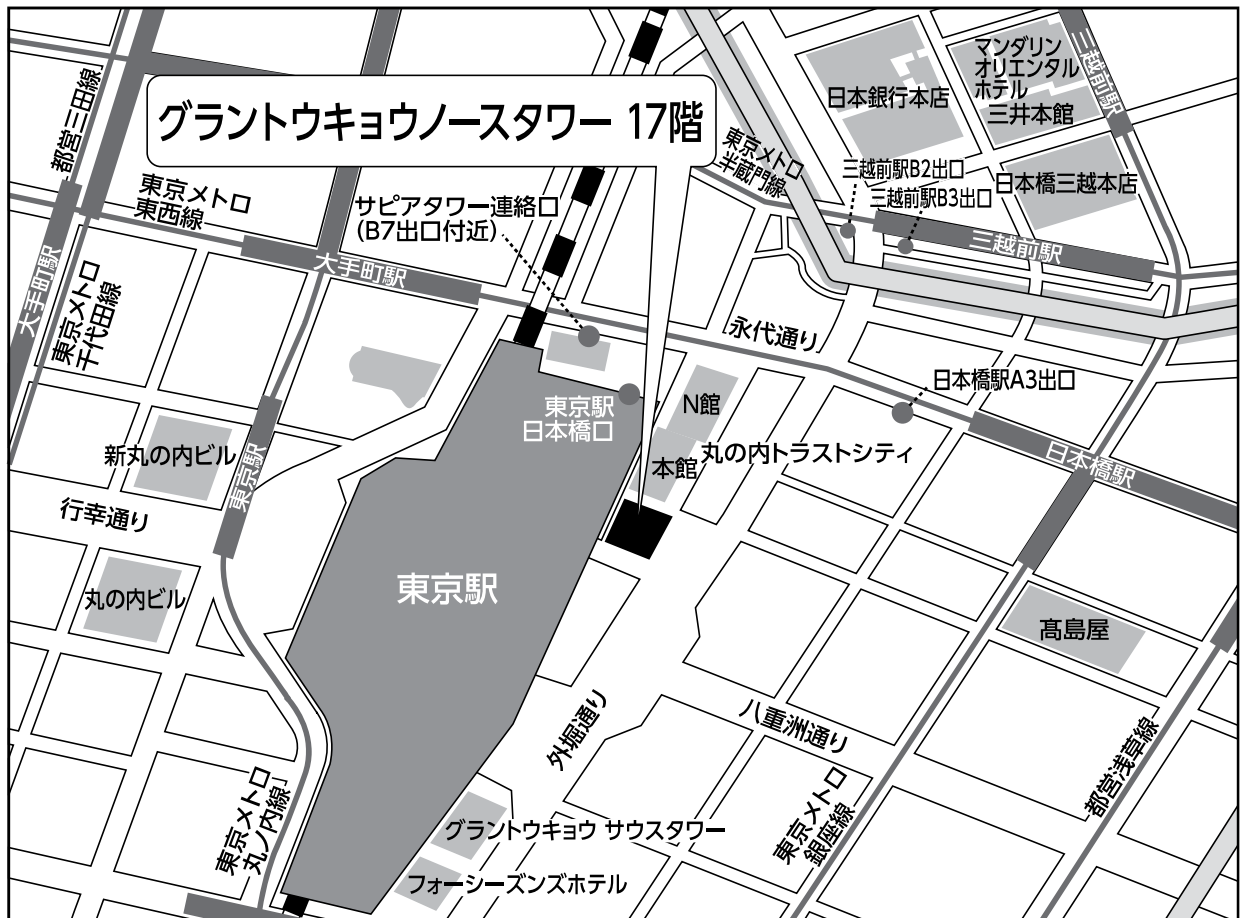 マンダリン
オリエンタル
ホテル
三井本館
三越前駅
日本銀行本店
都営三田線
グラントウキョウノースタワー 17階
東京メトロ
半蔵門線
三越前駅B2出口
三越前駅B3出口
日本橋三越本店
東京メトロ
東西線
サピアタワー連絡口
(B7出口付近)
三越前駅
大手町駅
大手町駅
東京メトロ
千代田線
永代通り
日本橋駅A3出口
東京駅
日本橋口
N館
本館
丸の内トラストシティ
日本橋駅
新丸の内ビル
東京駅
行幸通り
東京駅
丸の内ビル
髙島屋
外堀通り
八重洲通り
都営浅草線
東京メトロ
丸ノ内線
東京メトロ
銀座線
グラントウキョウ サウスタワー
フォーシーズンズホテル